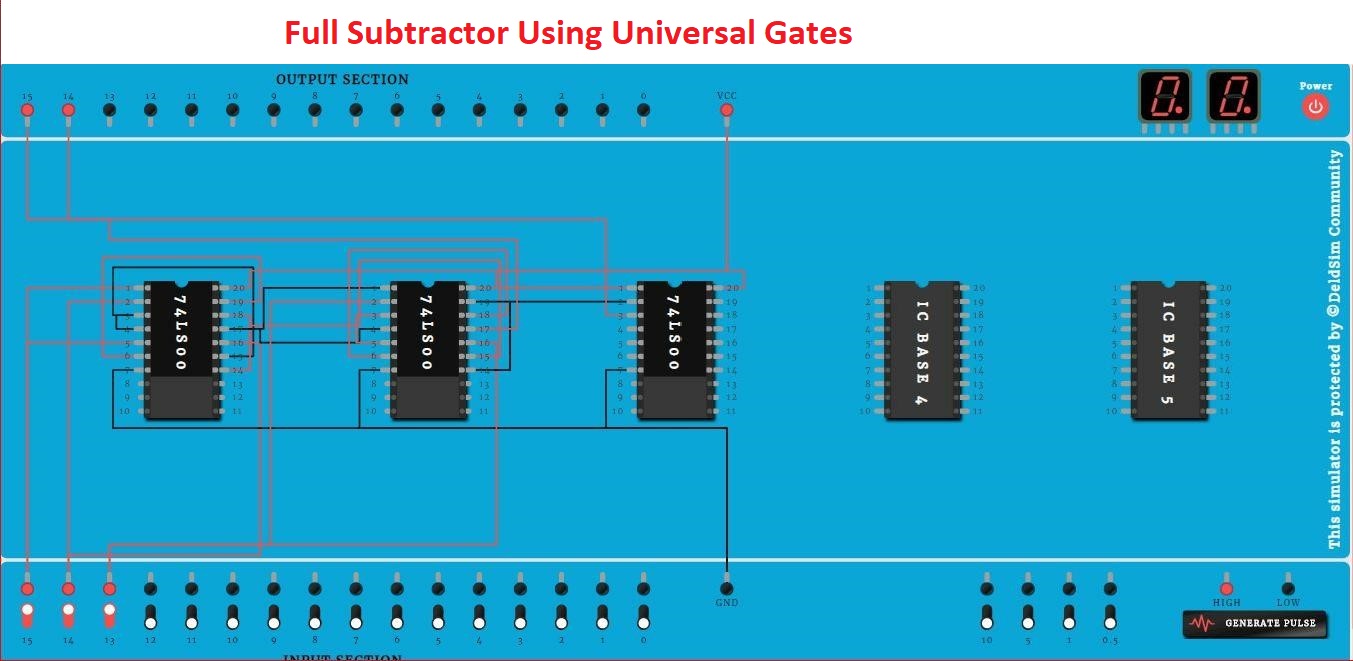 Full Subtractor Using Universal Gates
OUTPUT SECTION
15 14 13 12 11 10 9 8 7 6 5 4 3 2 1 0 VCC
Power
This simulator is protected by ©DeldSim Community
1 20 1 20 1 20 1 20 1 20
2 19 2 19 2 19 2 19 2 19
3 18 3 18 3 18 3 18 3 18
4 17 4 17 4 17 4 17 4 17
5 16 5 16 5 16 5 16 5 16
6 15 6 15 6 15 6 15 6 15
7 14 7 14 7 14 7 14 7 14
8 13 8 13 8 13 8 13 8 13
9 12 9 12 9 12 9 12 9 12
10 11 10 11 10 11 10 11 10 11
74LS00
74LS00
74LS00
IC BASE 4
IC BASE 5
GND
HIGH LOW
GENERATE PULSE
15 14 13 12 11 10 9 8 7 6 5 4 3 2 1 0 10 5 1 0.5
INPUT SECTION